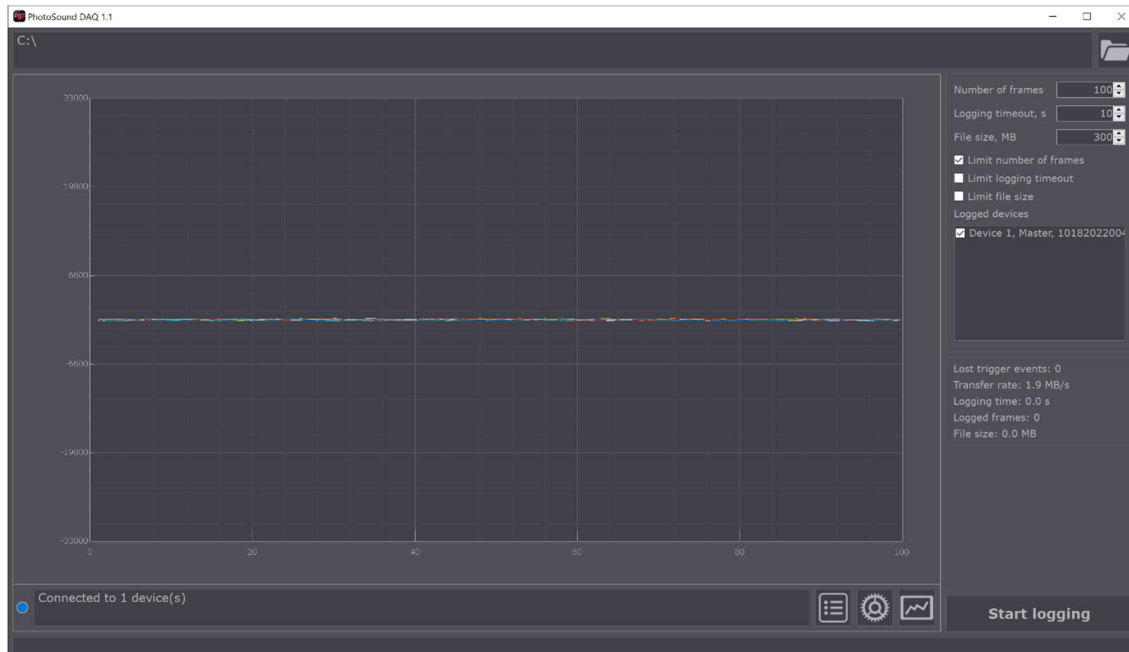 PhotoSound DAQ 1.1
C:\
33000
19800
6600
-6600
-19800
-33000
0
20
40
60
80
100
Number of frames 100
Logging timeout, s 10
File size, MB 300
Limit number of frames
Limit logging timeout
Limit file size
Logged devices
Device 1, Master, 10182022004
Lost trigger events: 0
Transfer rate: 1.9 MB/s
Logging time: 0.0 s
Logged frames: 0
File size: 0.0 MB
Connected to 1 device(s)
Start logging